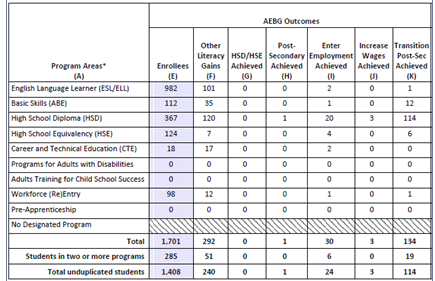 AEBG Outcomes
Program Areas* (A) Enrollees (E) Other Literacy Gains (F) HSD/HSE Achieved (G) Post-Secondary Achieved (H) Enter Employment Achieved (I) Increase Wages Achieved (J) Transition Post-Sec Achieved (K)
English Language Learner (ESL/ELL) 982 101 0 0 2 0 1
Basic Skills (ABE) 112 35 0 0 1 0 12
High School Diploma (HSD) 367 120 0 1 20 3 114
High School Equivalency (HSE) 124 7 0 0 4 0 6
Career and Technical Education (CTE) 18 17 0 0 2 0 0
Programs for Adults with Disabilities 0 0 0 0 0 0 0
Adults Training for Child School Success 0 0 0 0 0 0 0
Workforce (Re)Entry 98 12 0 0 1 0 1
Pre-Apprenticeship 0 0 0 0 0 0 0
No Designated Program
Total 1,701 292 0 1 30 3 134
Students in two or more programs 285 51 0 0 6 0 19
Total unduplicated students 1,408 240 0 1 24 3 114